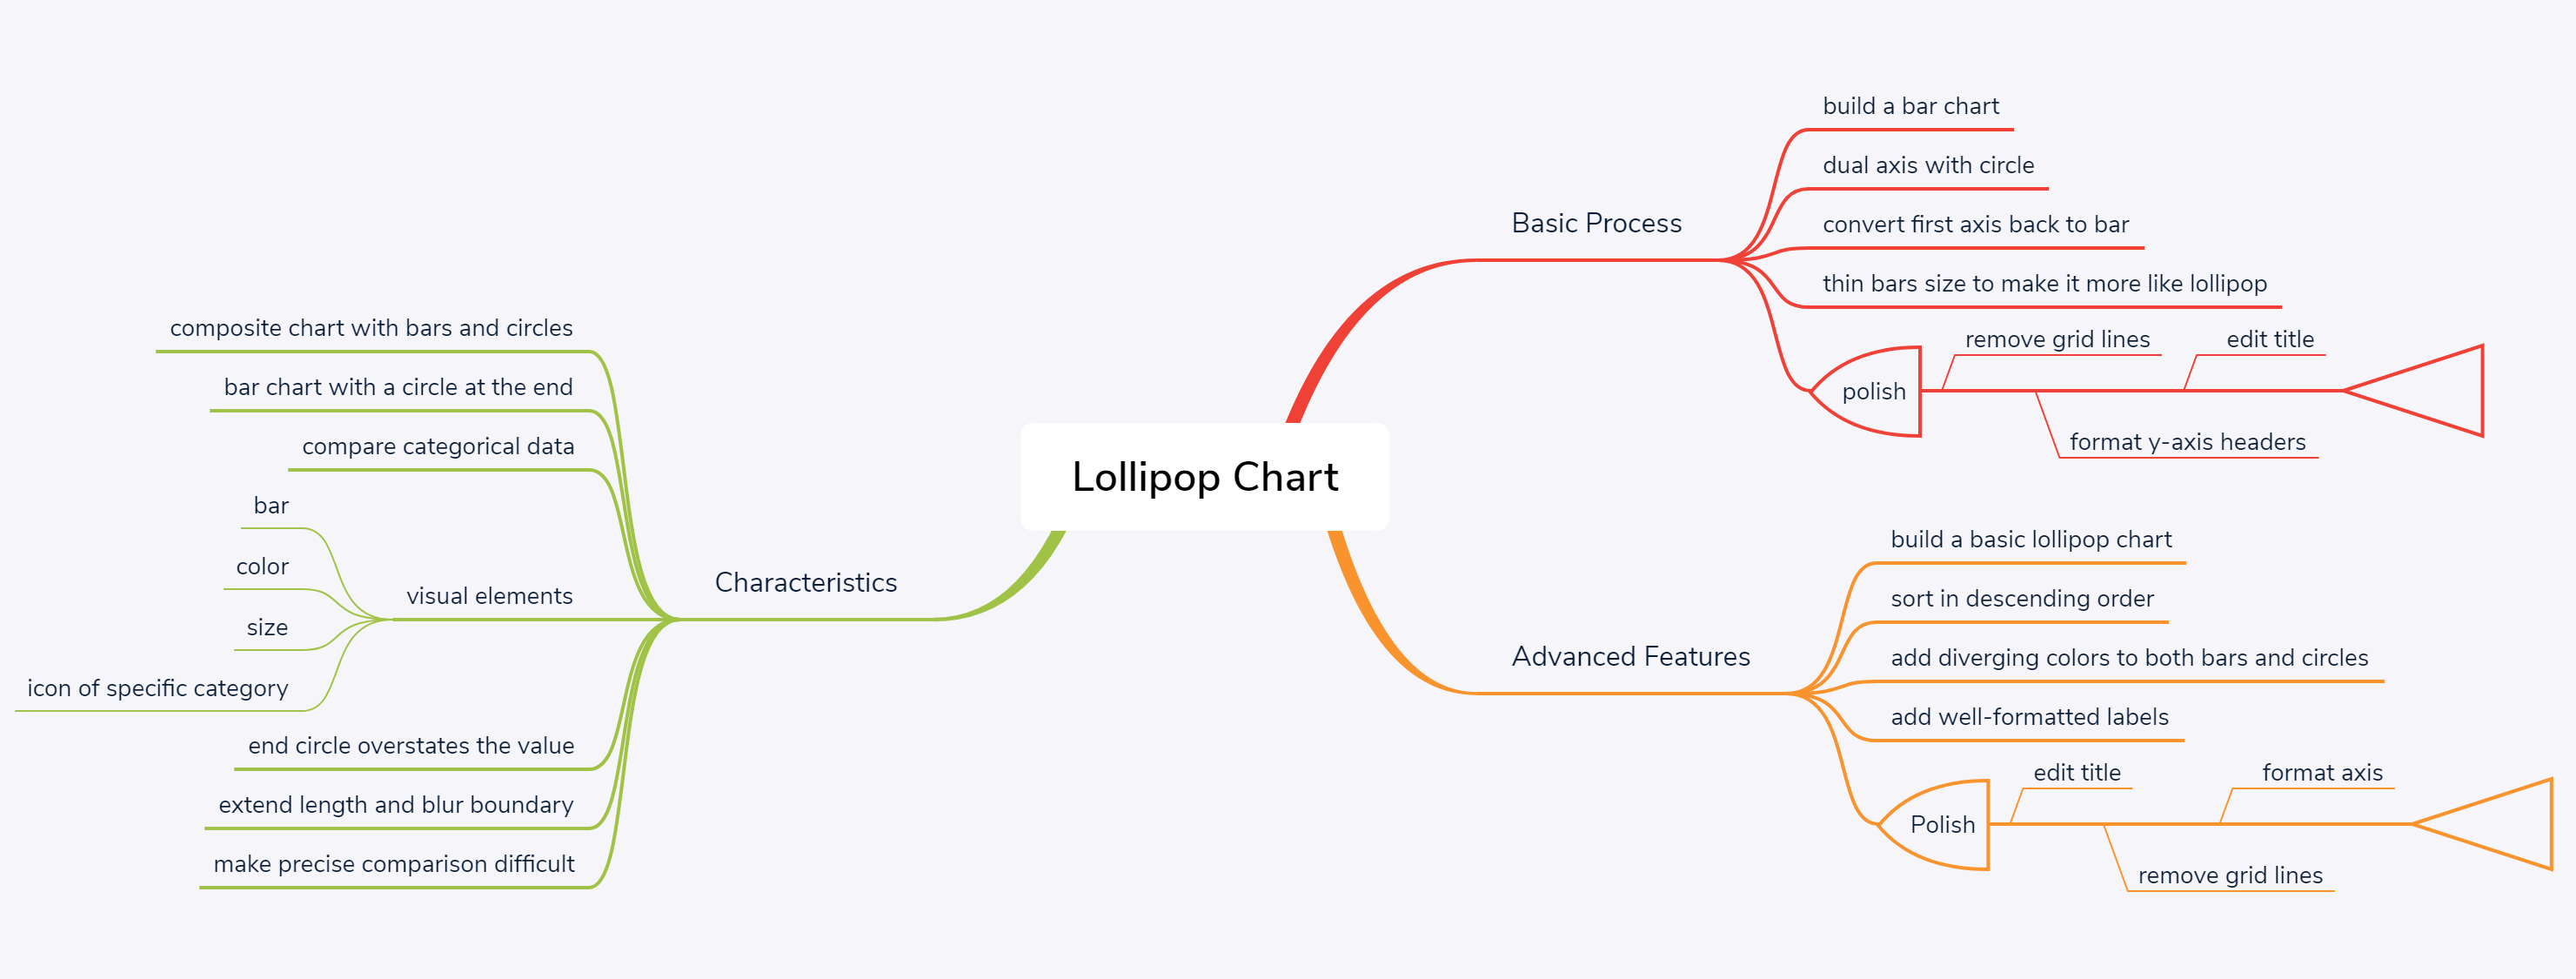 Lollipop Chart
Basic Process
build a bar chart
dual axis with circle
convert first axis back to bar
thin bars size to make it more like lollipop
polish
remove grid lines
format y-axis headers
edit title
Advanced Features
build a basic lollipop chart
sort in descending order
add diverging colors to both bars and circles
add well-formatted labels
Polish
edit title
remove grid lines
format axis
Characteristics
composite chart with bars and circles
bar chart with a circle at the end
compare categorical data
visual elements
bar
color
size
icon of specific category
end circle overstates the value
extend length and blur boundary
make precise comparison difficult